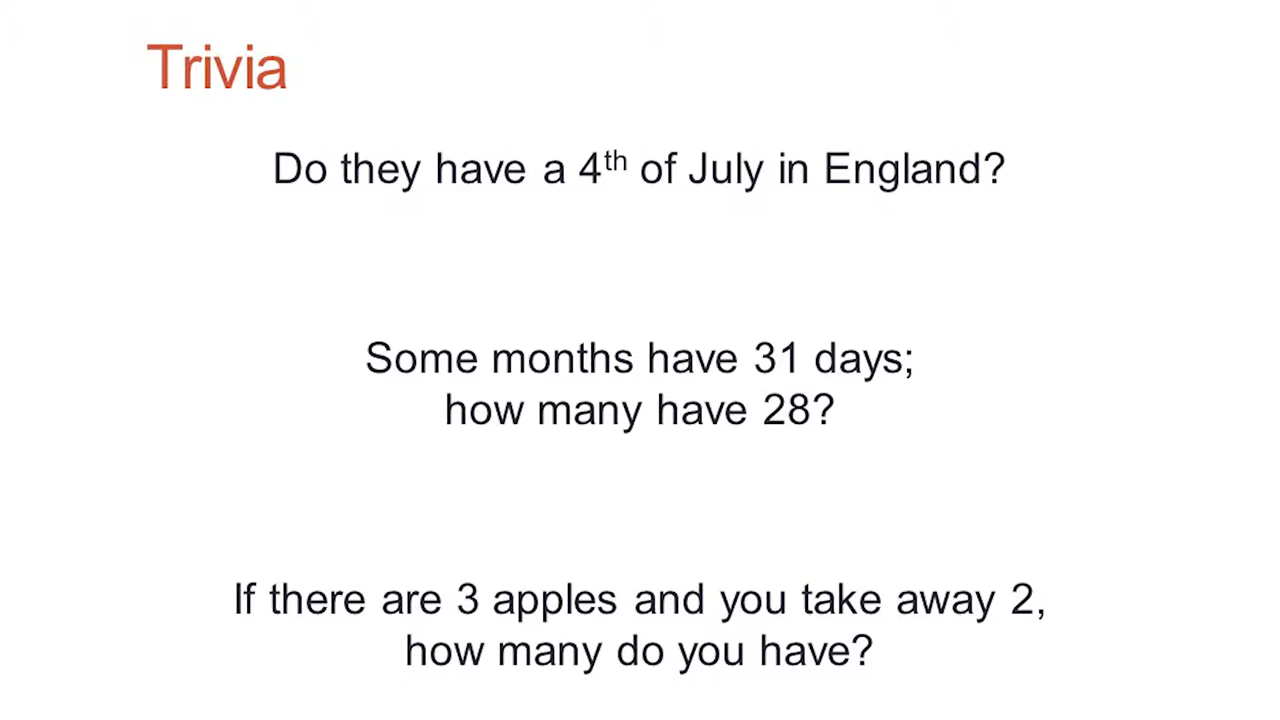 Trivia
Do they have a 4th of July in England?
Some months have 31 days;
how many have 28?
If there are 3 apples and you take away 2,
how many do you have?